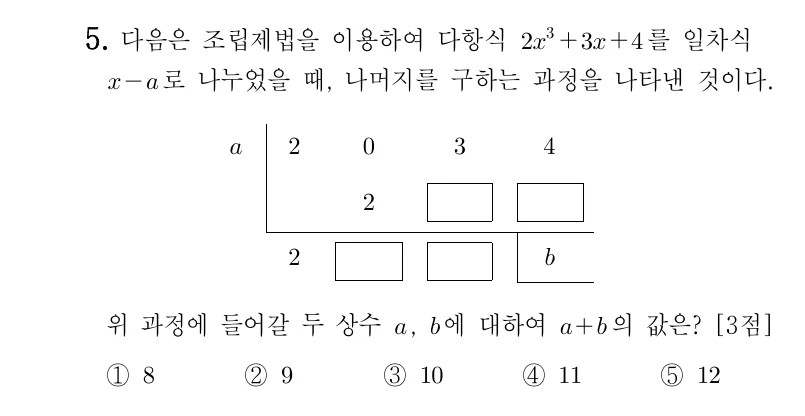 5. 다음은 조립제법을 이용하여 다항식 2x³+3x+4를 일차식
x-a로 나누었을 때, 나머지를 구하는 과정을 나타낸 것이다.
a 2 0 3 4
2
2 b
위 과정에 들어갈 두 상수 a, b에 대하여 a+b의 값은? [3점]
① 8 ② 9 ③ 10 ④ 11 ⑤ 12